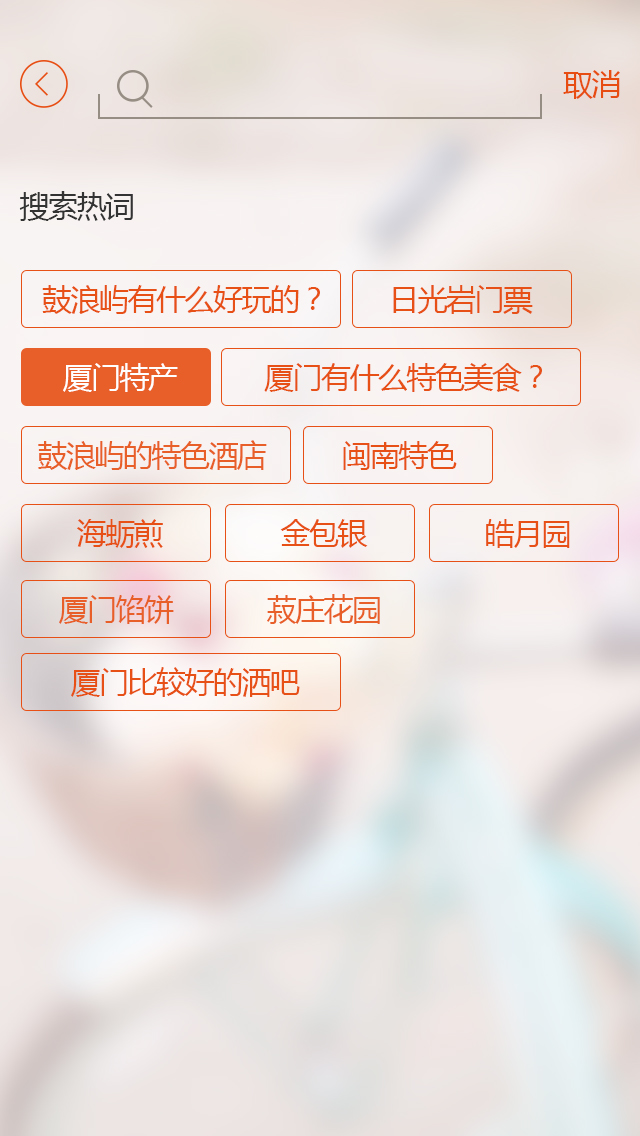 取消
搜索热词
鼓浪屿有什么好玩的？ 日光岩门票
厦门特产 厦门有什么特色美食？
鼓浪屿的特色酒店 闽南特色
海蛎煎 金包银 皓月园
厦门馅饼 菽庄花园
厦门比较好的洒吧